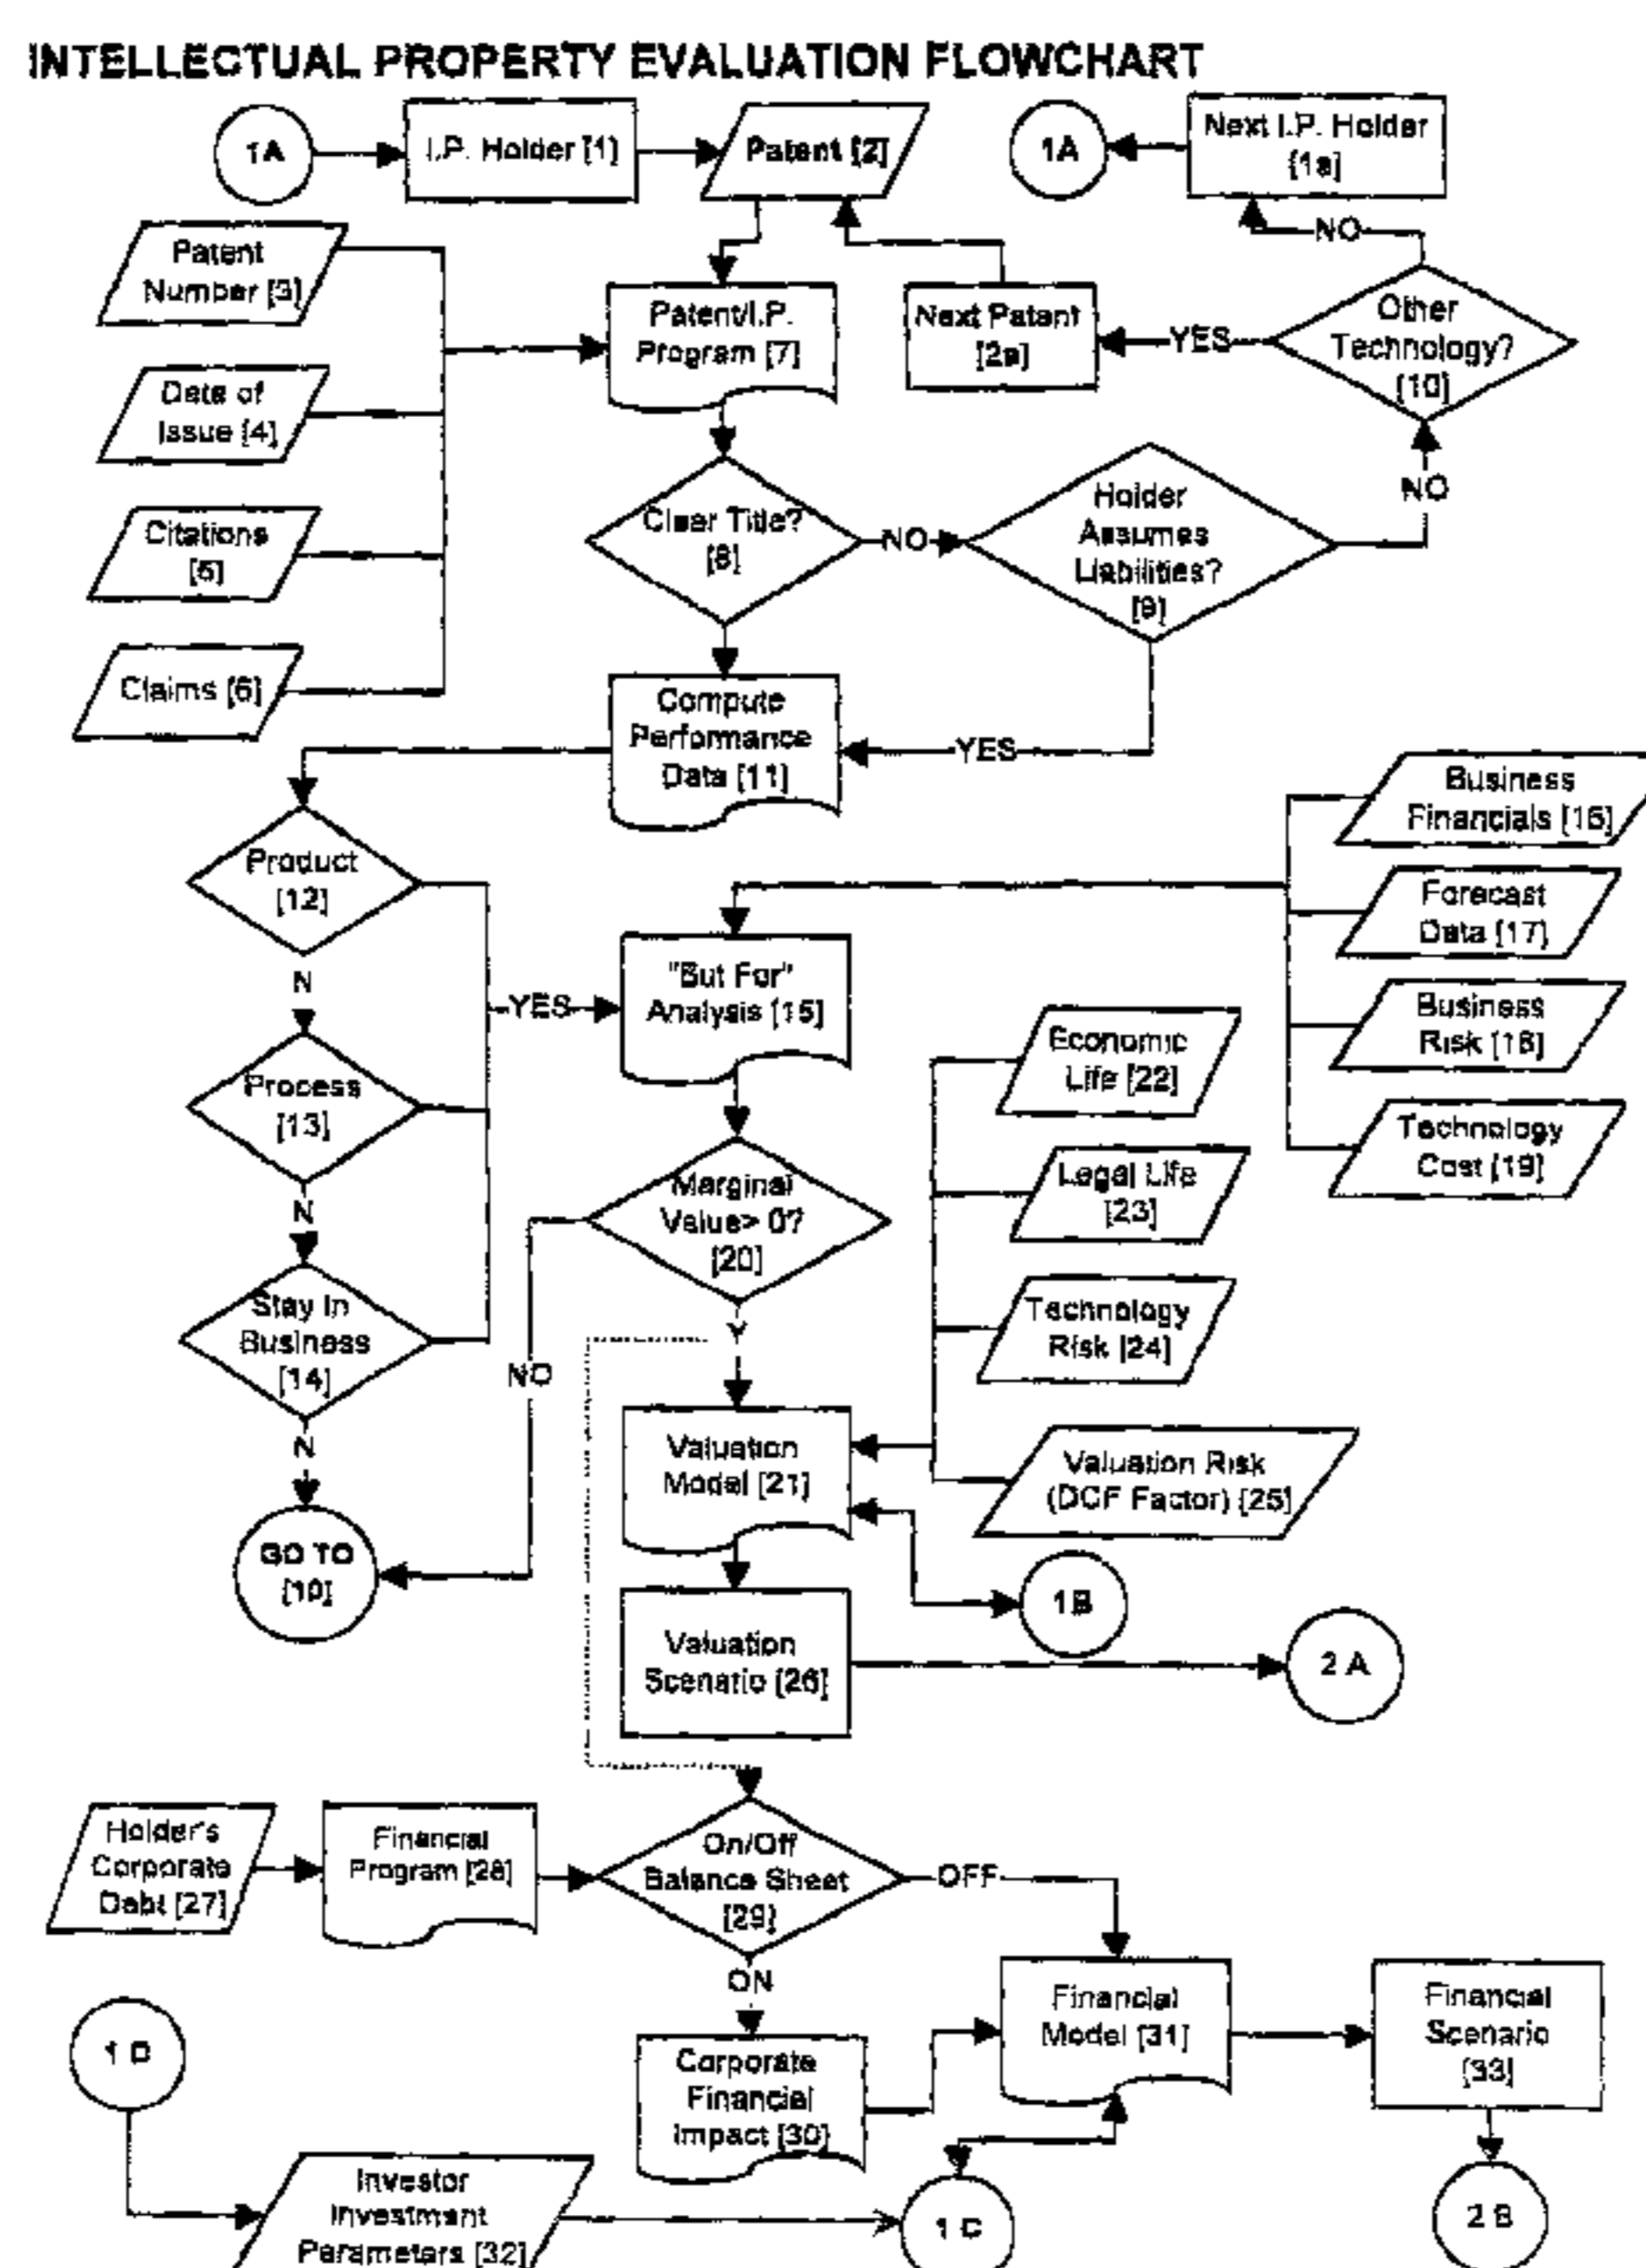 INTELLECTUAL PROPERTY EVALUATION FLOWCHART
1A
I.P. Holder [1]
Patent [2]
1A
Next I.P. Holder
[1a]
NO
Patent
Number [3]
Patent/I.P.
Program [7]
Next Patent
[2a]
YES
Other
Technology?
[10]
Date of
Issue [4]
NO
Citations
[5]
Clear Title?
[8]
NO
Holder
Assumes
Liabilities?
[9]
Claims [6]
Compute
Performance
Data [11]
YES
Business
Financials [16]
Product
[12]
Forecast
Data [17]
N
YES
"But For"
Analysis [15]
Business
Risk [18]
Economic
Life [22]
Process
[13]
Technology
Cost [19]
Marginal
Value> 0?
[20]
Legal Life
[23]
N
Stay In
Business
[14]
Y
Technology
Risk [24]
NO
N
Valuation
Model [21]
Valuation Risk
(DCF Factor) [25]
GO TO
[10]
1B
Valuation
Scenario [26]
2 A
Holder's
Corporate
Debt [27]
Financial
Program [28]
On/Off
Balance Sheet
[29]
OFF
ON
1 D
Corporate
Financial
Impact [30]
Financial
Model [31]
Financial
Scenario
[33]
Investor
Investment
Parameters [32]
1 C
2 B